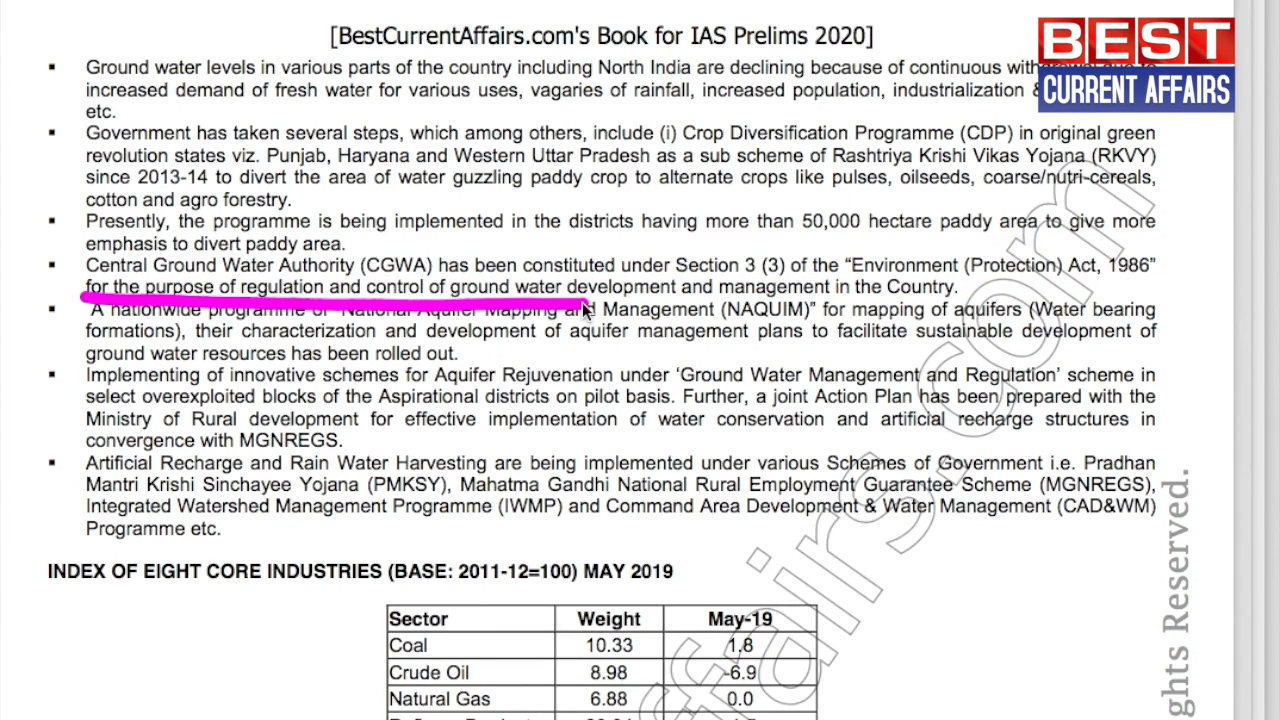 [BestCurrentAffairs.com's Book for IAS Prelims 2020]
BEST
CURRENT AFFAIRS
▪ Ground water levels in various parts of the country including North India are declining because of continuous
increased demand of fresh water for various uses, vagaries of rainfall, increased population, industrialization
etc.
▪ Government has taken several steps, which among others, include (i) Crop Diversification Programme (CDP) in original green
revolution states viz. Punjab, Haryana and Western Uttar Pradesh as a sub scheme of Rashtriya Krishi Vikas Yojana (RKVY)
since 2013-14 to divert the area of water guzzling paddy crop to alternate crops like pulses, oilseeds, coarse/nutri-cereals,
cotton and agro forestry.
▪ Presently, the programme is being implemented in the districts having more than 50,000 hectare paddy area to give more
emphasis to divert paddy area.
▪ Central Ground Water Authority (CGWA) has been constituted under Section 3 (3) of the “Environment (Protection) Act, 1986”
for the purpose of regulation and control of ground water development and management in the Country.
▪ “A nationwide programme of “National Aquifer Mapping and Management (NAQUIM)” for mapping of aquifers (Water bearing
formations), their characterization and development of aquifer management plans to facilitate sustainable development of
ground water resources has been rolled out.
▪ Implementing of innovative schemes for Aquifer Rejuvenation under ‘Ground Water Management and Regulation’ scheme in
select overexploited blocks of the Aspirational districts on pilot basis. Further, a joint Action Plan has been prepared with the
Ministry of Rural development for effective implementation of water conservation and artificial recharge structures in
convergence with MGNREGS.
▪ Artificial Recharge and Rain Water Harvesting are being implemented under various Schemes of Government i.e. Pradhan
Mantri Krishi Sinchayee Yojana (PMKSY), Mahatma Gandhi National Rural Employment Guarantee Scheme (MGNREGS),
Integrated Watershed Management Programme (IWMP) and Command Area Development & Water Management (CAD&WM)
Programme etc.
INDEX OF EIGHT CORE INDUSTRIES (BASE: 2011-12=100) MAY 2019
Sector Weight May-19
Coal 10.33 1.8
Crude Oil 8.98 -6.9
Natural Gas 6.88 0.0
ffairs.com
ghts Reserved.